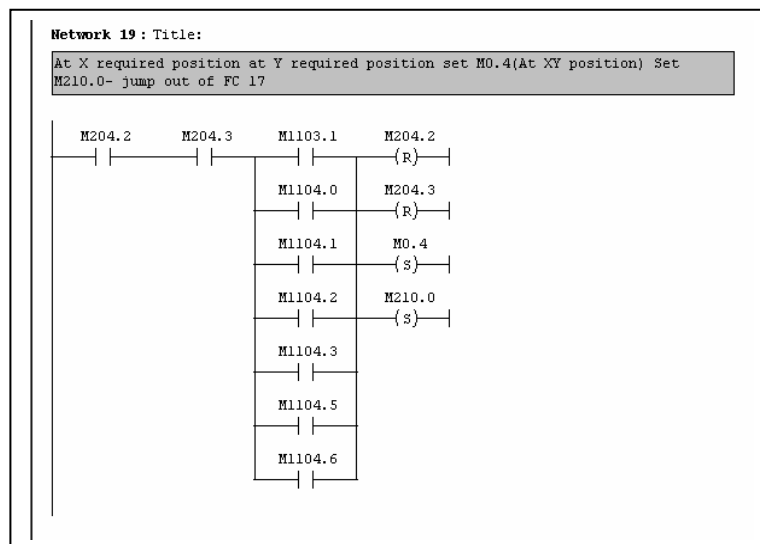 Network 19 : Title:
At X required position at Y required position set M0.4(At XY position) Set
M210.0- jump out of FC 17
M204.2 M204.3 M1103.1 M204.2
R
M1104.0 M204.3
R
M1104.1 M0.4
S
M1104.2 M210.0
S
M1104.3
M1104.5
M1104.6